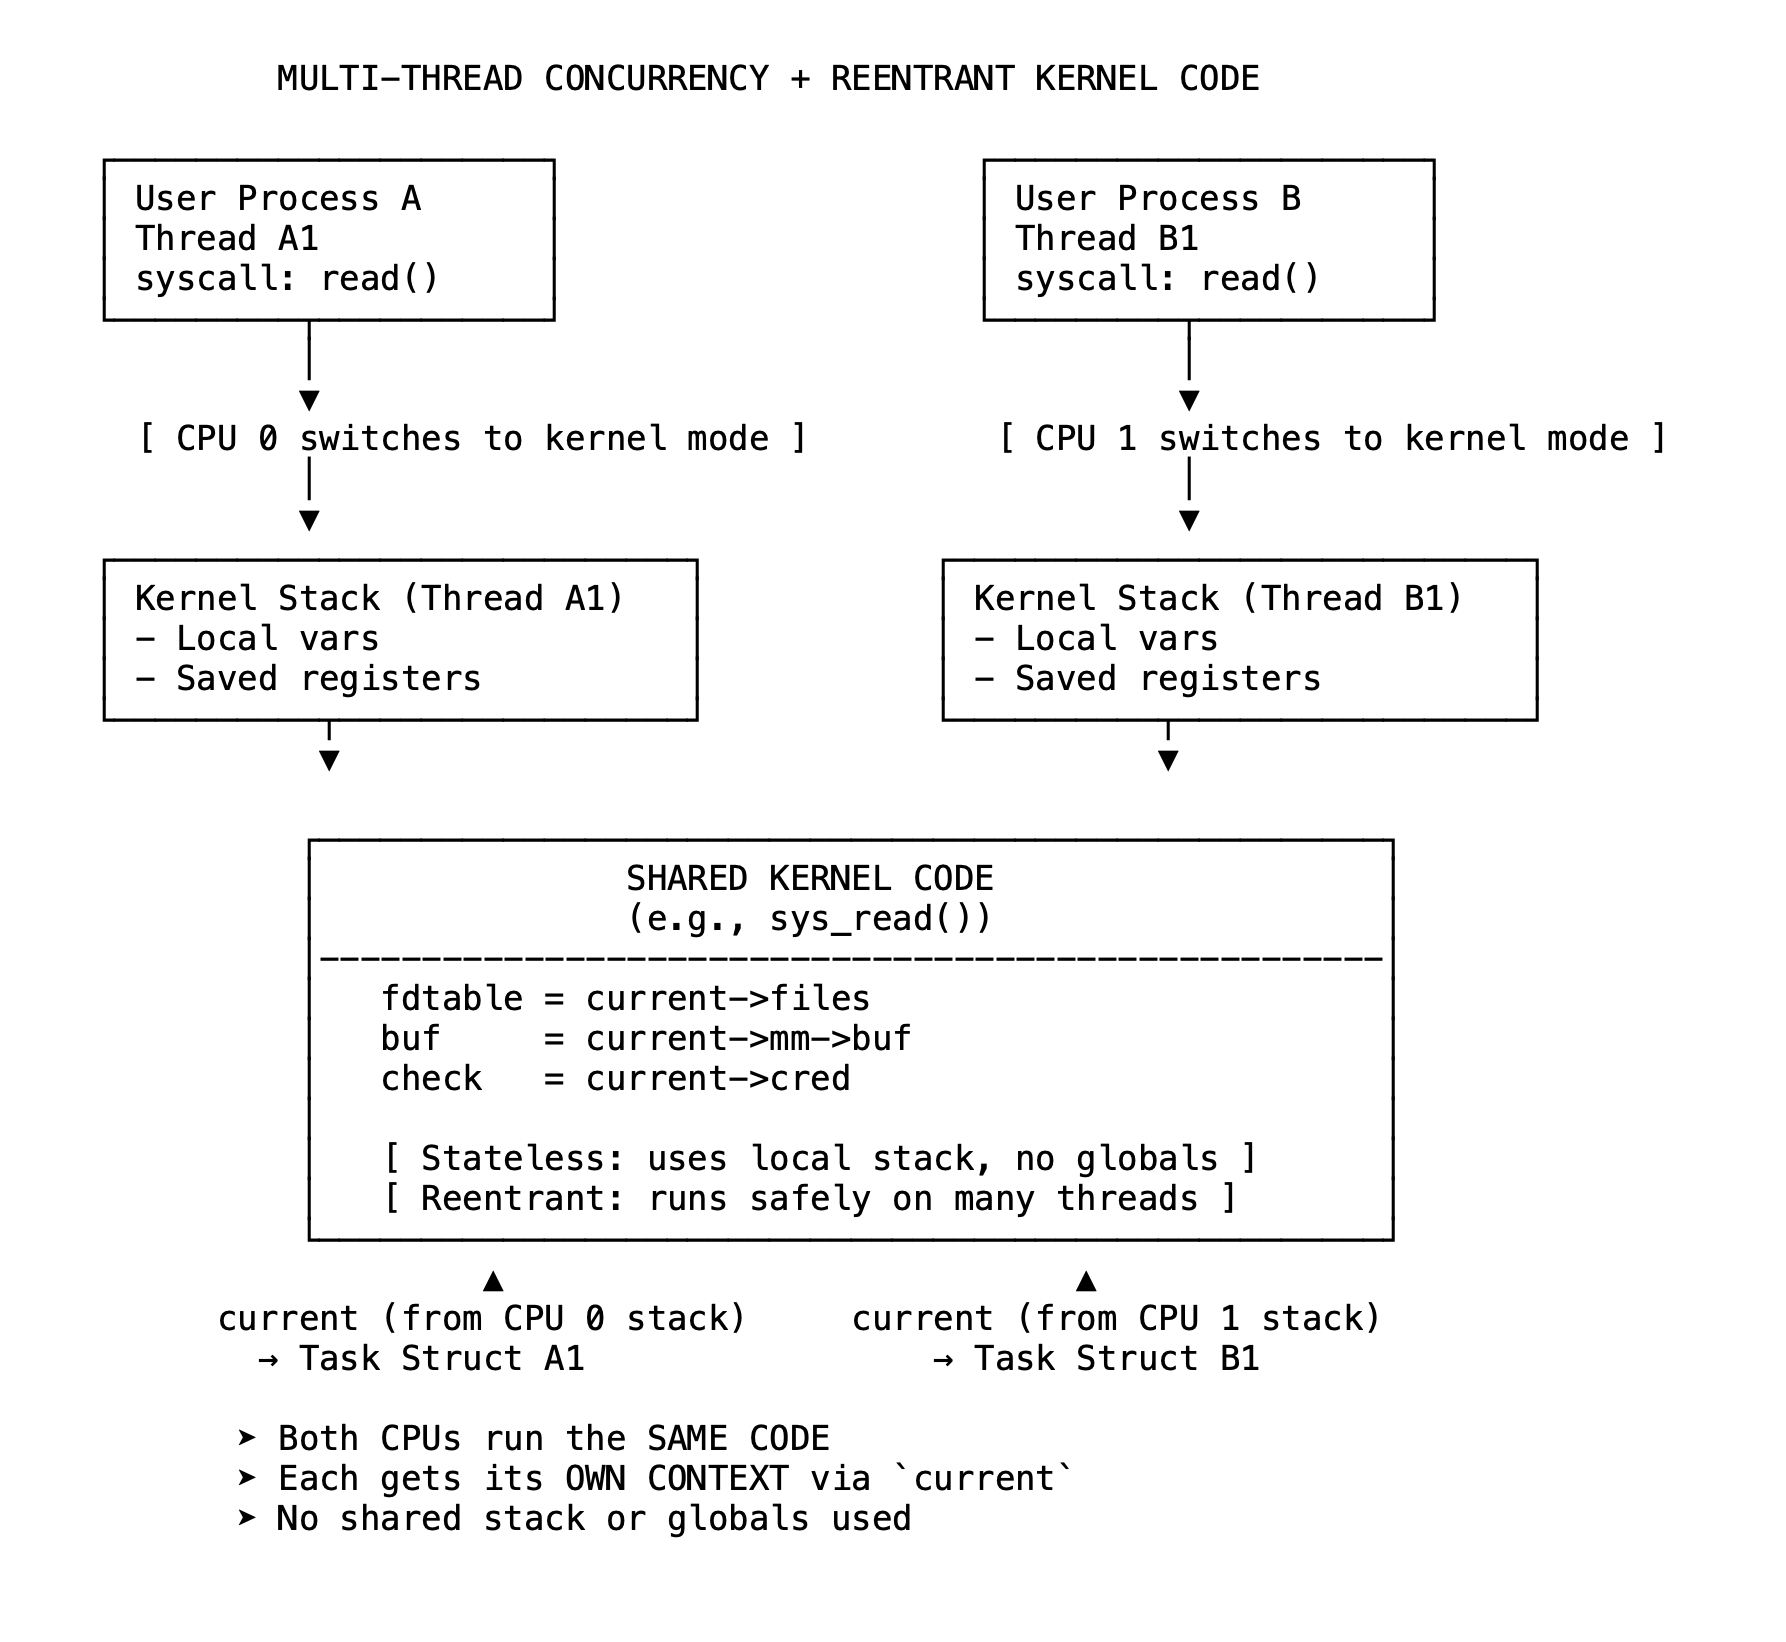 MULTI-THREAD CONCURRENCY + REENTRANT KERNEL CODE
User Process A
Thread A1
syscall: read()
User Process B
Thread B1
syscall: read()
[ CPU 0 switches to kernel mode ]
[ CPU 1 switches to kernel mode ]
Kernel Stack (Thread A1)
- Local vars
- Saved registers
Kernel Stack (Thread B1)
- Local vars
- Saved registers
SHARED KERNEL CODE
(e.g., sys_read())
----------------------------------------------------
fdtable = current->files
buf     = current->mm->buf
check   = current->cred
[ Stateless: uses local stack, no globals ]
[ Reentrant: runs safely on many threads ]
current (from CPU 0 stack)
→ Task Struct A1
current (from CPU 1 stack)
→ Task Struct B1
➤ Both CPUs run the SAME CODE
➤ Each gets its OWN CONTEXT via `current`
➤ No shared stack or globals used